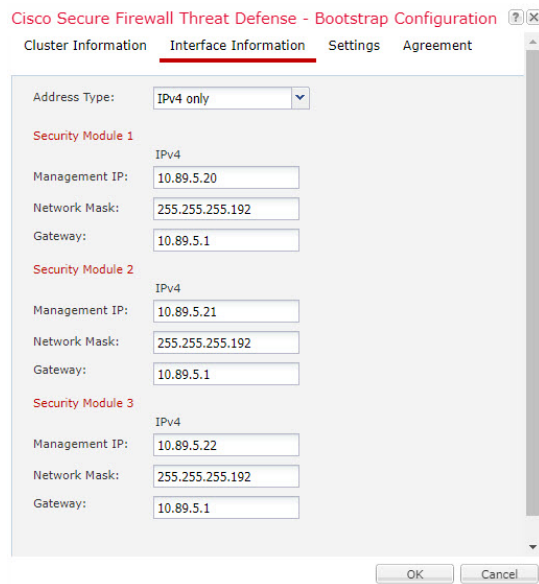 Cisco Secure Firewall Threat Defense - Bootstrap Configuration ? X
Cluster Information Interface Information Settings Agreement
Address Type: IPv4 only
Security Module 1
IPv4
Management IP: 10.89.5.20
Network Mask: 255.255.255.192
Gateway: 10.89.5.1
Security Module 2
IPv4
Management IP: 10.89.5.21
Network Mask: 255.255.255.192
Gateway: 10.89.5.1
Security Module 3
IPv4
Management IP: 10.89.5.22
Network Mask: 255.255.255.192
Gateway: 10.89.5.1
OK Cancel